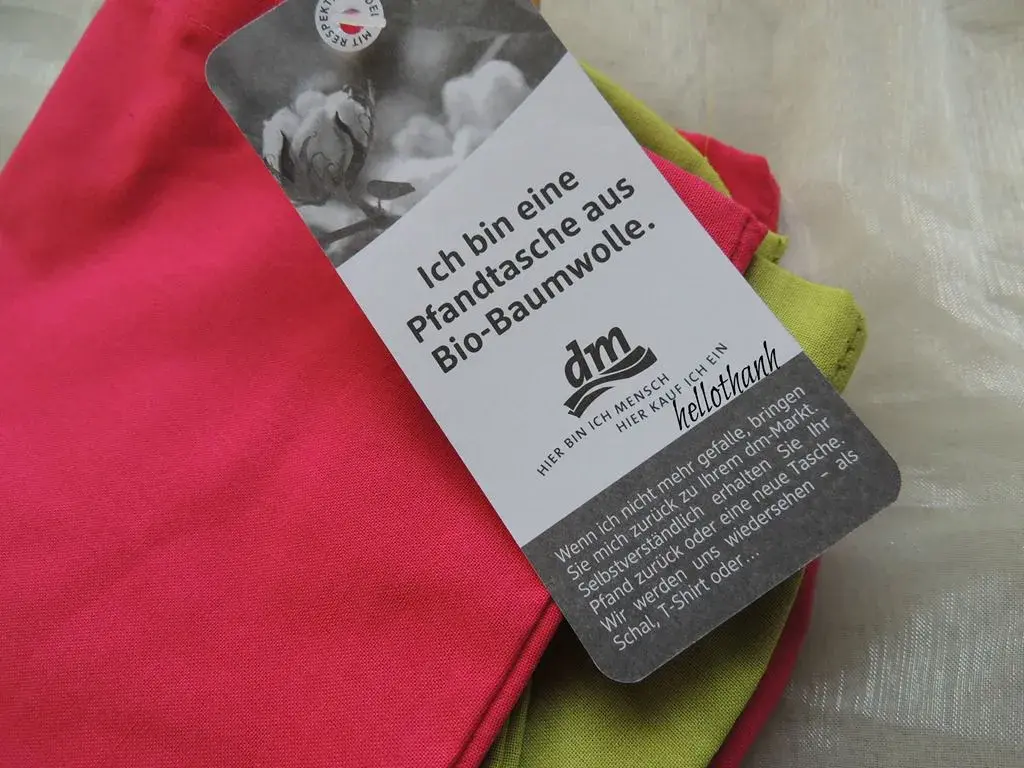 MIT RESPEKT
Ich bin eine
Pfandtasche aus
Bio-Baumwolle.
dm
HIER BIN ICH MENSCH
HIER KAUF ICH EIN
hellothanh
Wenn ich nicht mehr gefalle, bringen
Sie mich zurück zu Ihrem dm-Markt.
Selbstverständlich erhalten Sie Ihr
Pfand zurück oder eine neue Tasche.
Wir werden uns wiedersehen – als
Schal, T-Shirt oder...